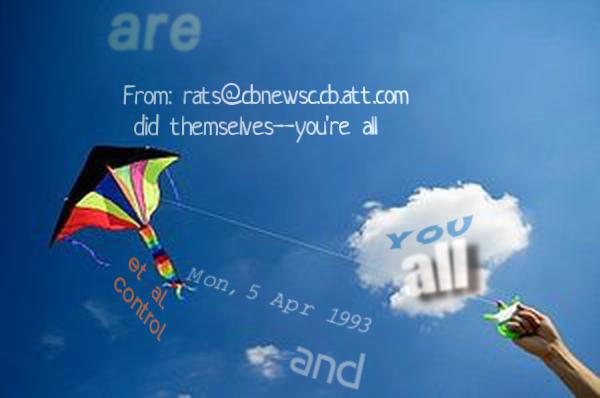 are
From: rats@cbnewsc.cb.att.com
did themselves--you're all
YOU
all
et al
control
Mon, 5 Apr 1993
and